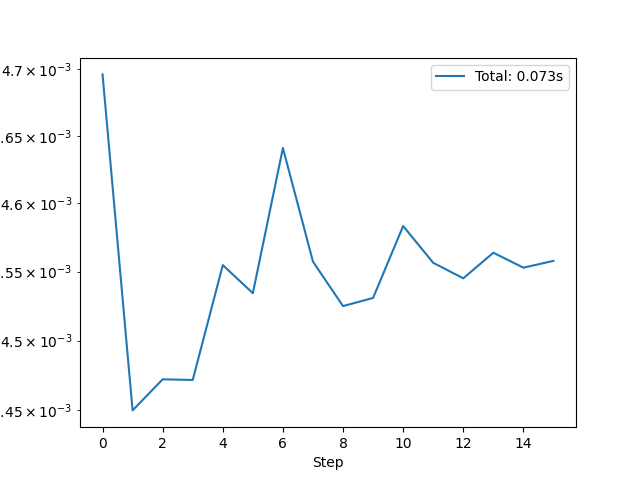 4.7 × 10⁻³
.65 × 10⁻³
4.6 × 10⁻³
.55 × 10⁻³
4.5 × 10⁻³
.45 × 10⁻³
Total: 0.073s
0 2 4 6 8 10 12 14
Step